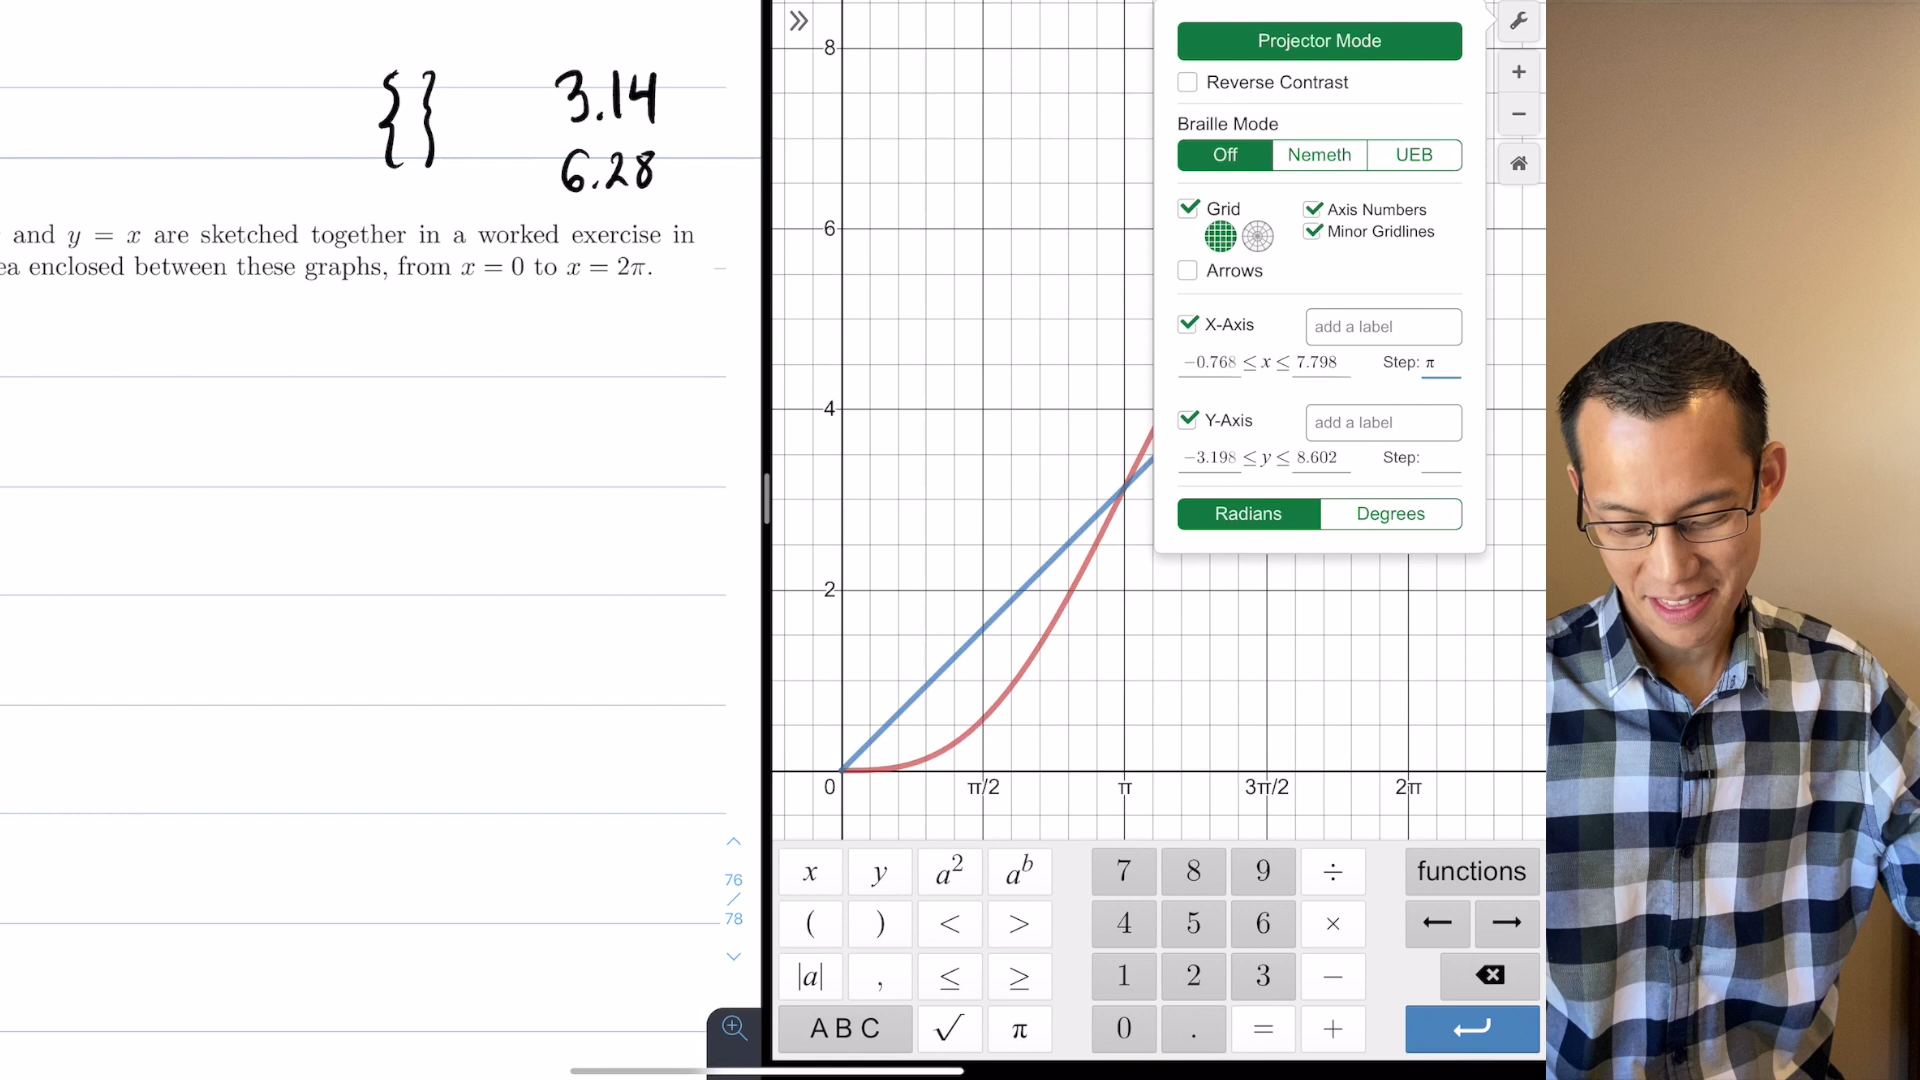 { } 3.14
6.28
and y = x are sketched together in a worked exercise in
ea enclosed between these graphs, from x = 0 to x = 2π.
76
/
78
8
6
4
2
0 π/2 π 3π/2 2π
Projector Mode
Reverse Contrast
Braille Mode
Off Nemeth UEB
Grid Axis Numbers
Minor Gridlines
Arrows
X-Axis add a label
−0.768 ≤ x ≤ 7.798 Step: π
Y-Axis add a label
−3.198 ≤ y ≤ 8.602 Step:
Radians Degrees
+
−
x y a² aᵇ 7 8 9 ÷ functions
( ) < > 4 5 6 × ← →
|a| , ≤ ≥ 1 2 3 −
A B C √ π 0 . = +